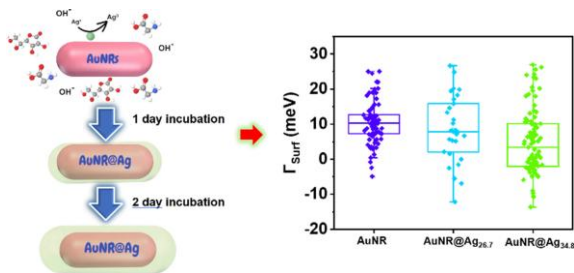 OH⁻
Ag⁺
Ag⁰
OH⁻
AuNRs
OH⁻
1 day incubation
AuNR@Ag
2 day incubation
AuNR@Ag
Γ_Surf (meV)
30
20
10
0
-10
-20
AuNR
AuNR@Ag₂₆.₇
AuNR@Ag₃₄.₈